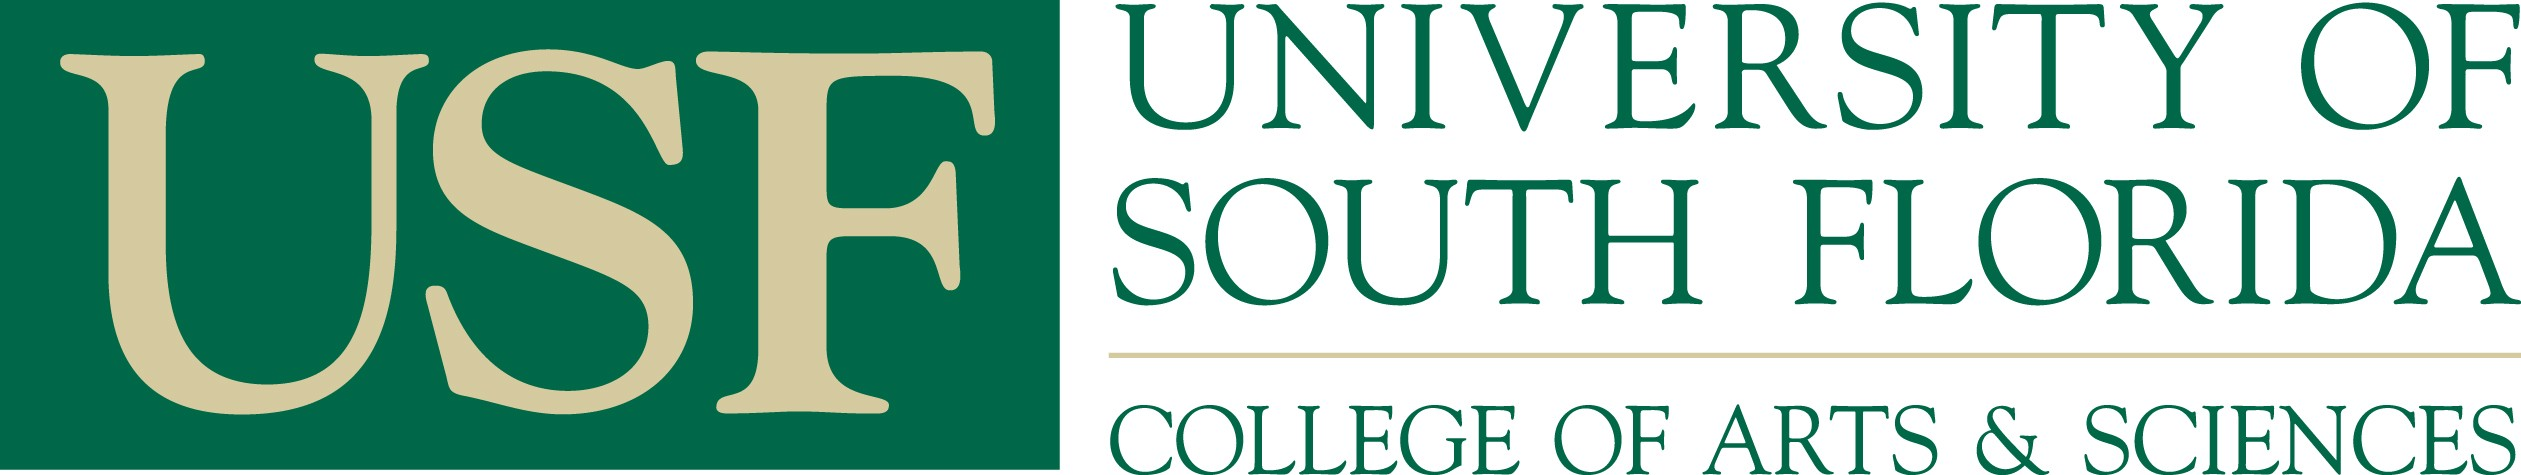 USF
UNIVERSITY OF
SOUTH FLORIDA
COLLEGE OF ARTS & SCIENCES